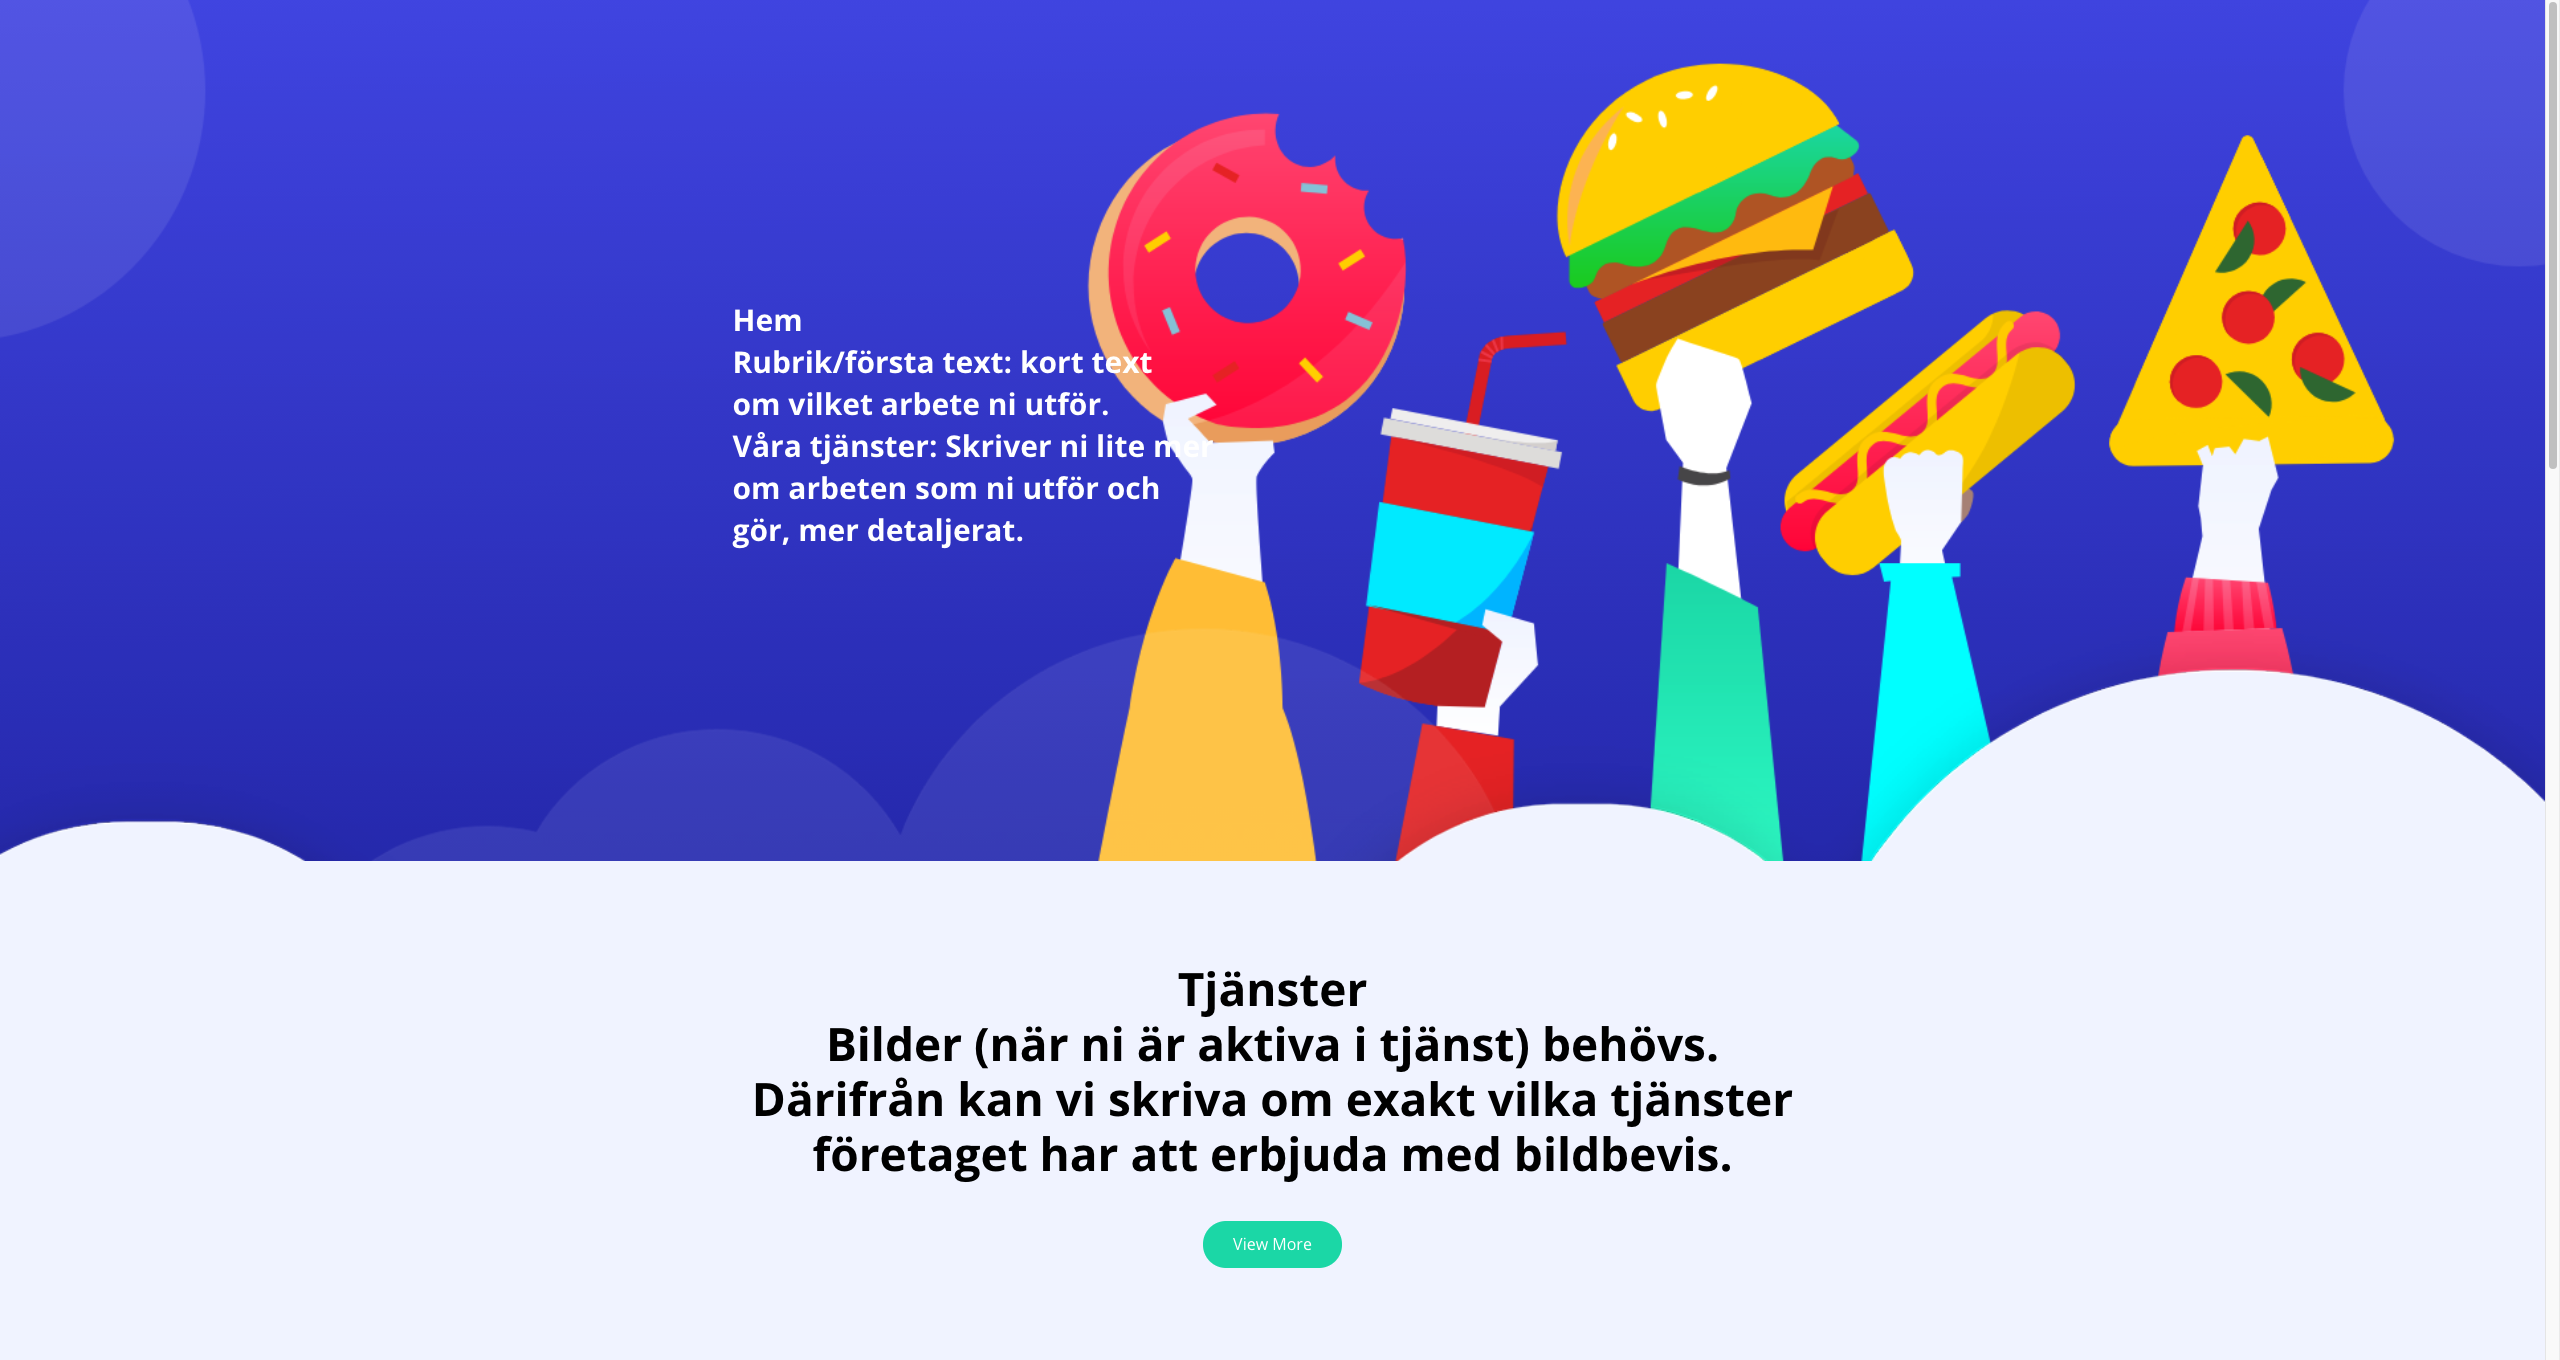 Hem
Rubrik/första text: kort text
om vilket arbete ni utför.
Våra tjänster: Skriver ni lite mer
om arbeten som ni utför och
gör, mer detaljerat.
Tjänster
Bilder (när ni är aktiva i tjänst) behövs.
Därifrån kan vi skriva om exakt vilka tjänster
företaget har att erbjuda med bildbevis.
View More